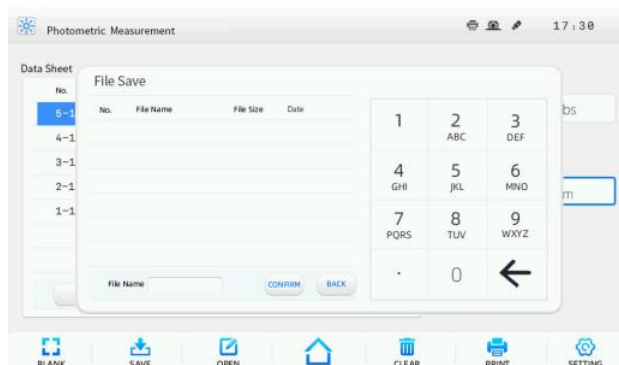 Photometric Measurement
17:30
Data Sheet
No.
5-1
4-1
3-1
2-1
1-1
File Save
No. File Name File Size Date
File Name
CONFIRM BACK
1 2 ABC 3 DEF
4 GHI 5 JKL 6 MNO
7 PQRS 8 TUV 9 WXYZ
. 0
bs
m
BLANK SAVE OPEN CLEAR PRINT SETTING